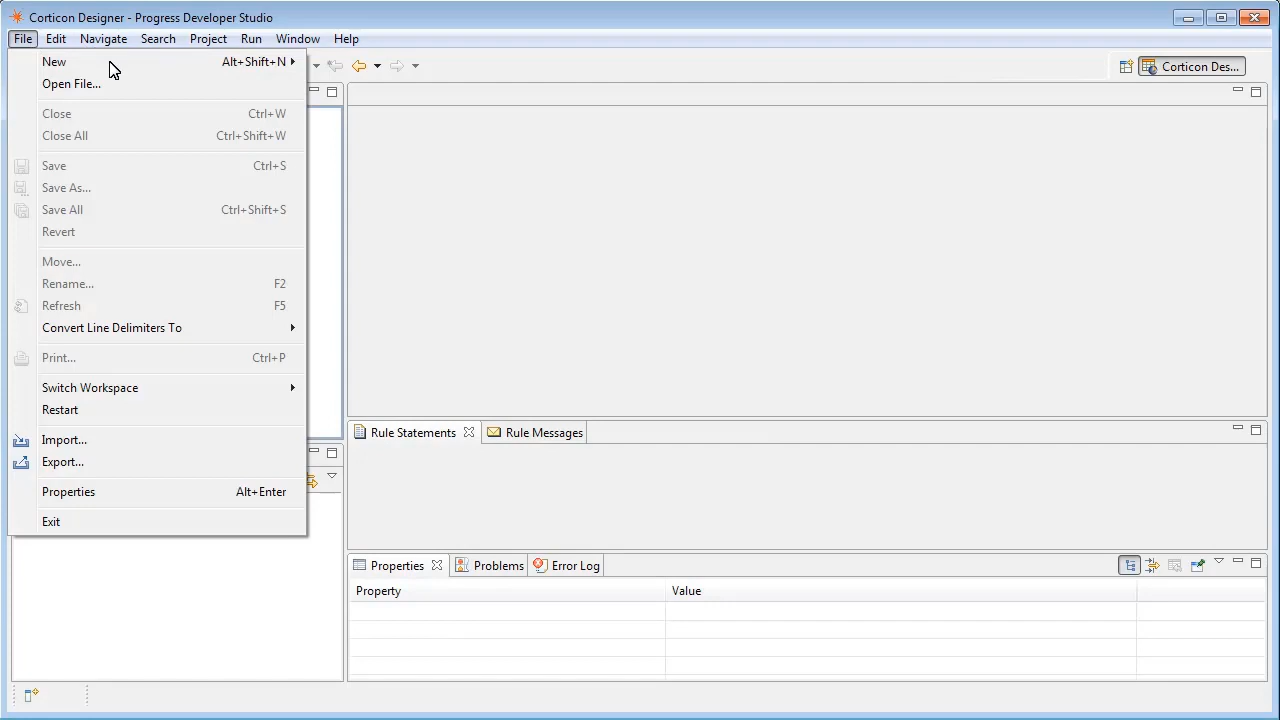 Corticon Designer - Progress Developer Studio
File Edit Navigate Search Project Run Window Help
New Alt+Shift+N
Open File...
Corticon Des...
Close Ctrl+W
Close All Ctrl+Shift+W
Save Ctrl+S
Save As...
Save All Ctrl+Shift+S
Revert
Move...
Rename... F2
Refresh F5
Convert Line Delimiters To
Print... Ctrl+P
Switch Workspace
Restart
Import...
Export...
Properties Alt+Enter
Exit
Rule Statements Rule Messages
Properties Problems Error Log
Property Value